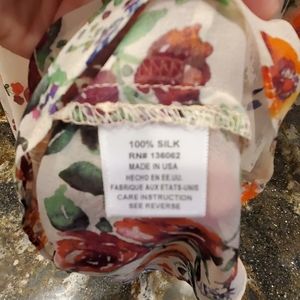 100% SILK
RN# 136062
MADE IN USA
HECHO EN EE.UU.
FABRIQUE AUX ETATS-UNIS
CARE INSTRUCTION
SEE REVERSE